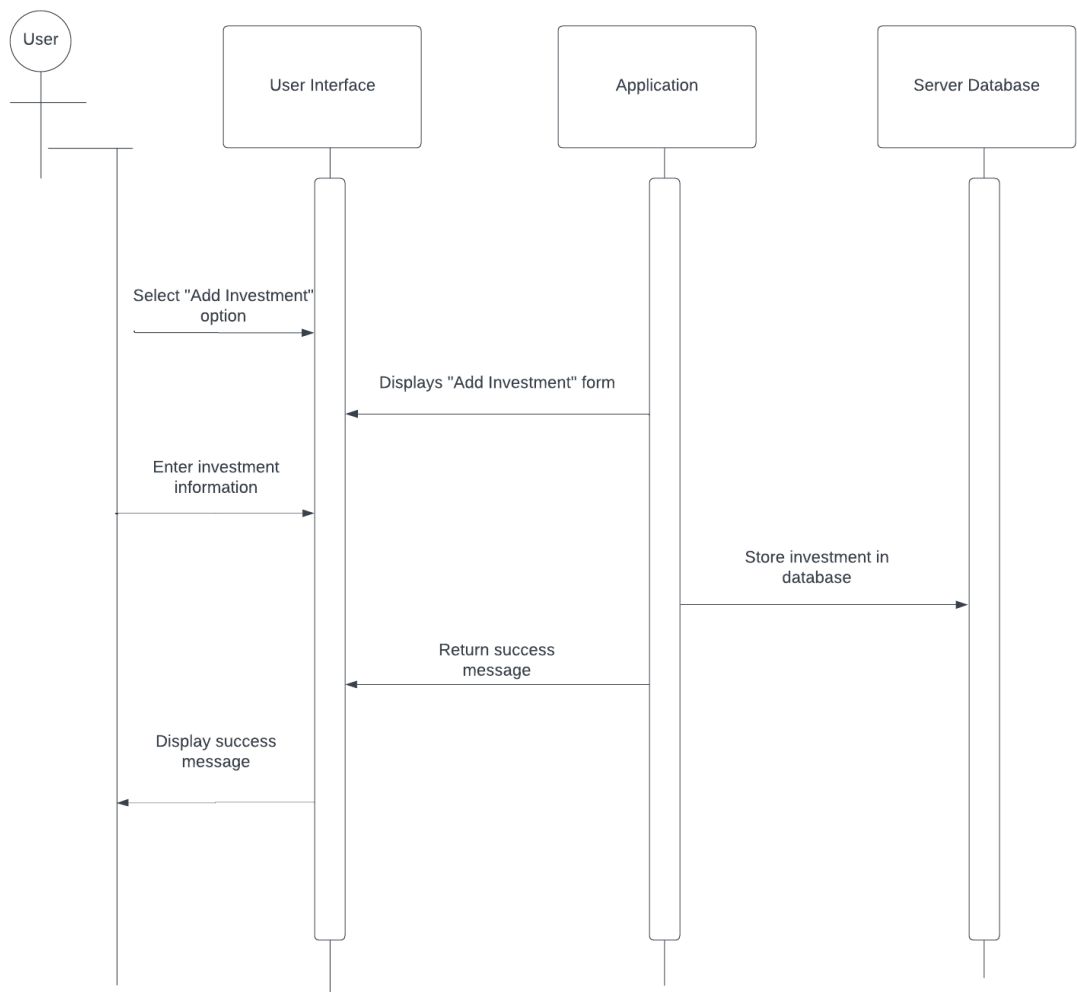 User
User Interface
Application
Server Database
Select "Add Investment"
option
Displays "Add Investment" form
Enter investment
information
Store investment in
database
Return success
message
Display success
message